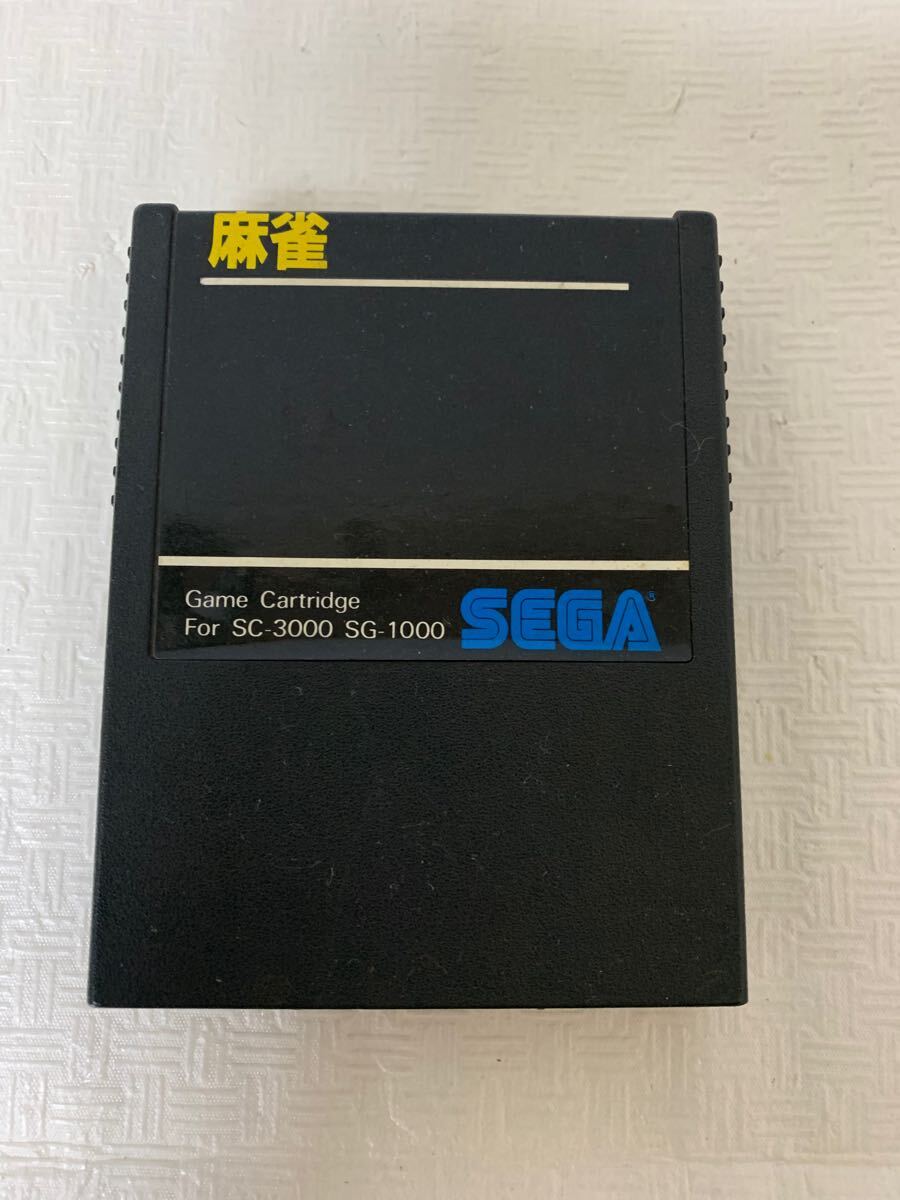 麻雀
Game Cartridge
For SC-3000 SG-1000
SEGA®